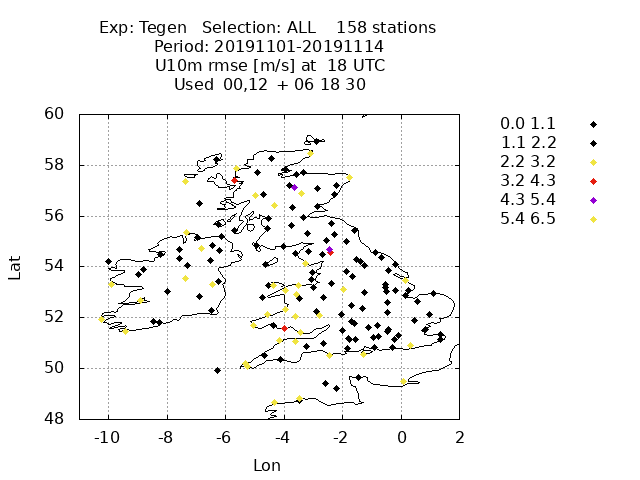 Exp: Tegen   Selection: ALL    158 stations
Period: 20191101-20191114
U10m rmse [m/s] at  18 UTC
Used  00,12  + 06 18 30
60
58
56
54
52
50
48
-10 -8 -6 -4 -2 0 2
Lat
Lon
0.0 1.1
1.1 2.2
2.2 3.2
3.2 4.3
4.3 5.4
5.4 6.5